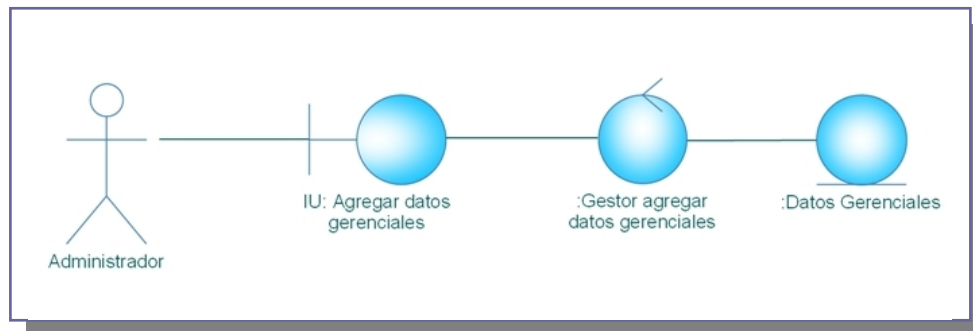 IU: Agregar datos
gerenciales
:Gestor agregar
datos gerenciales
:Datos Gerenciales
Administrador